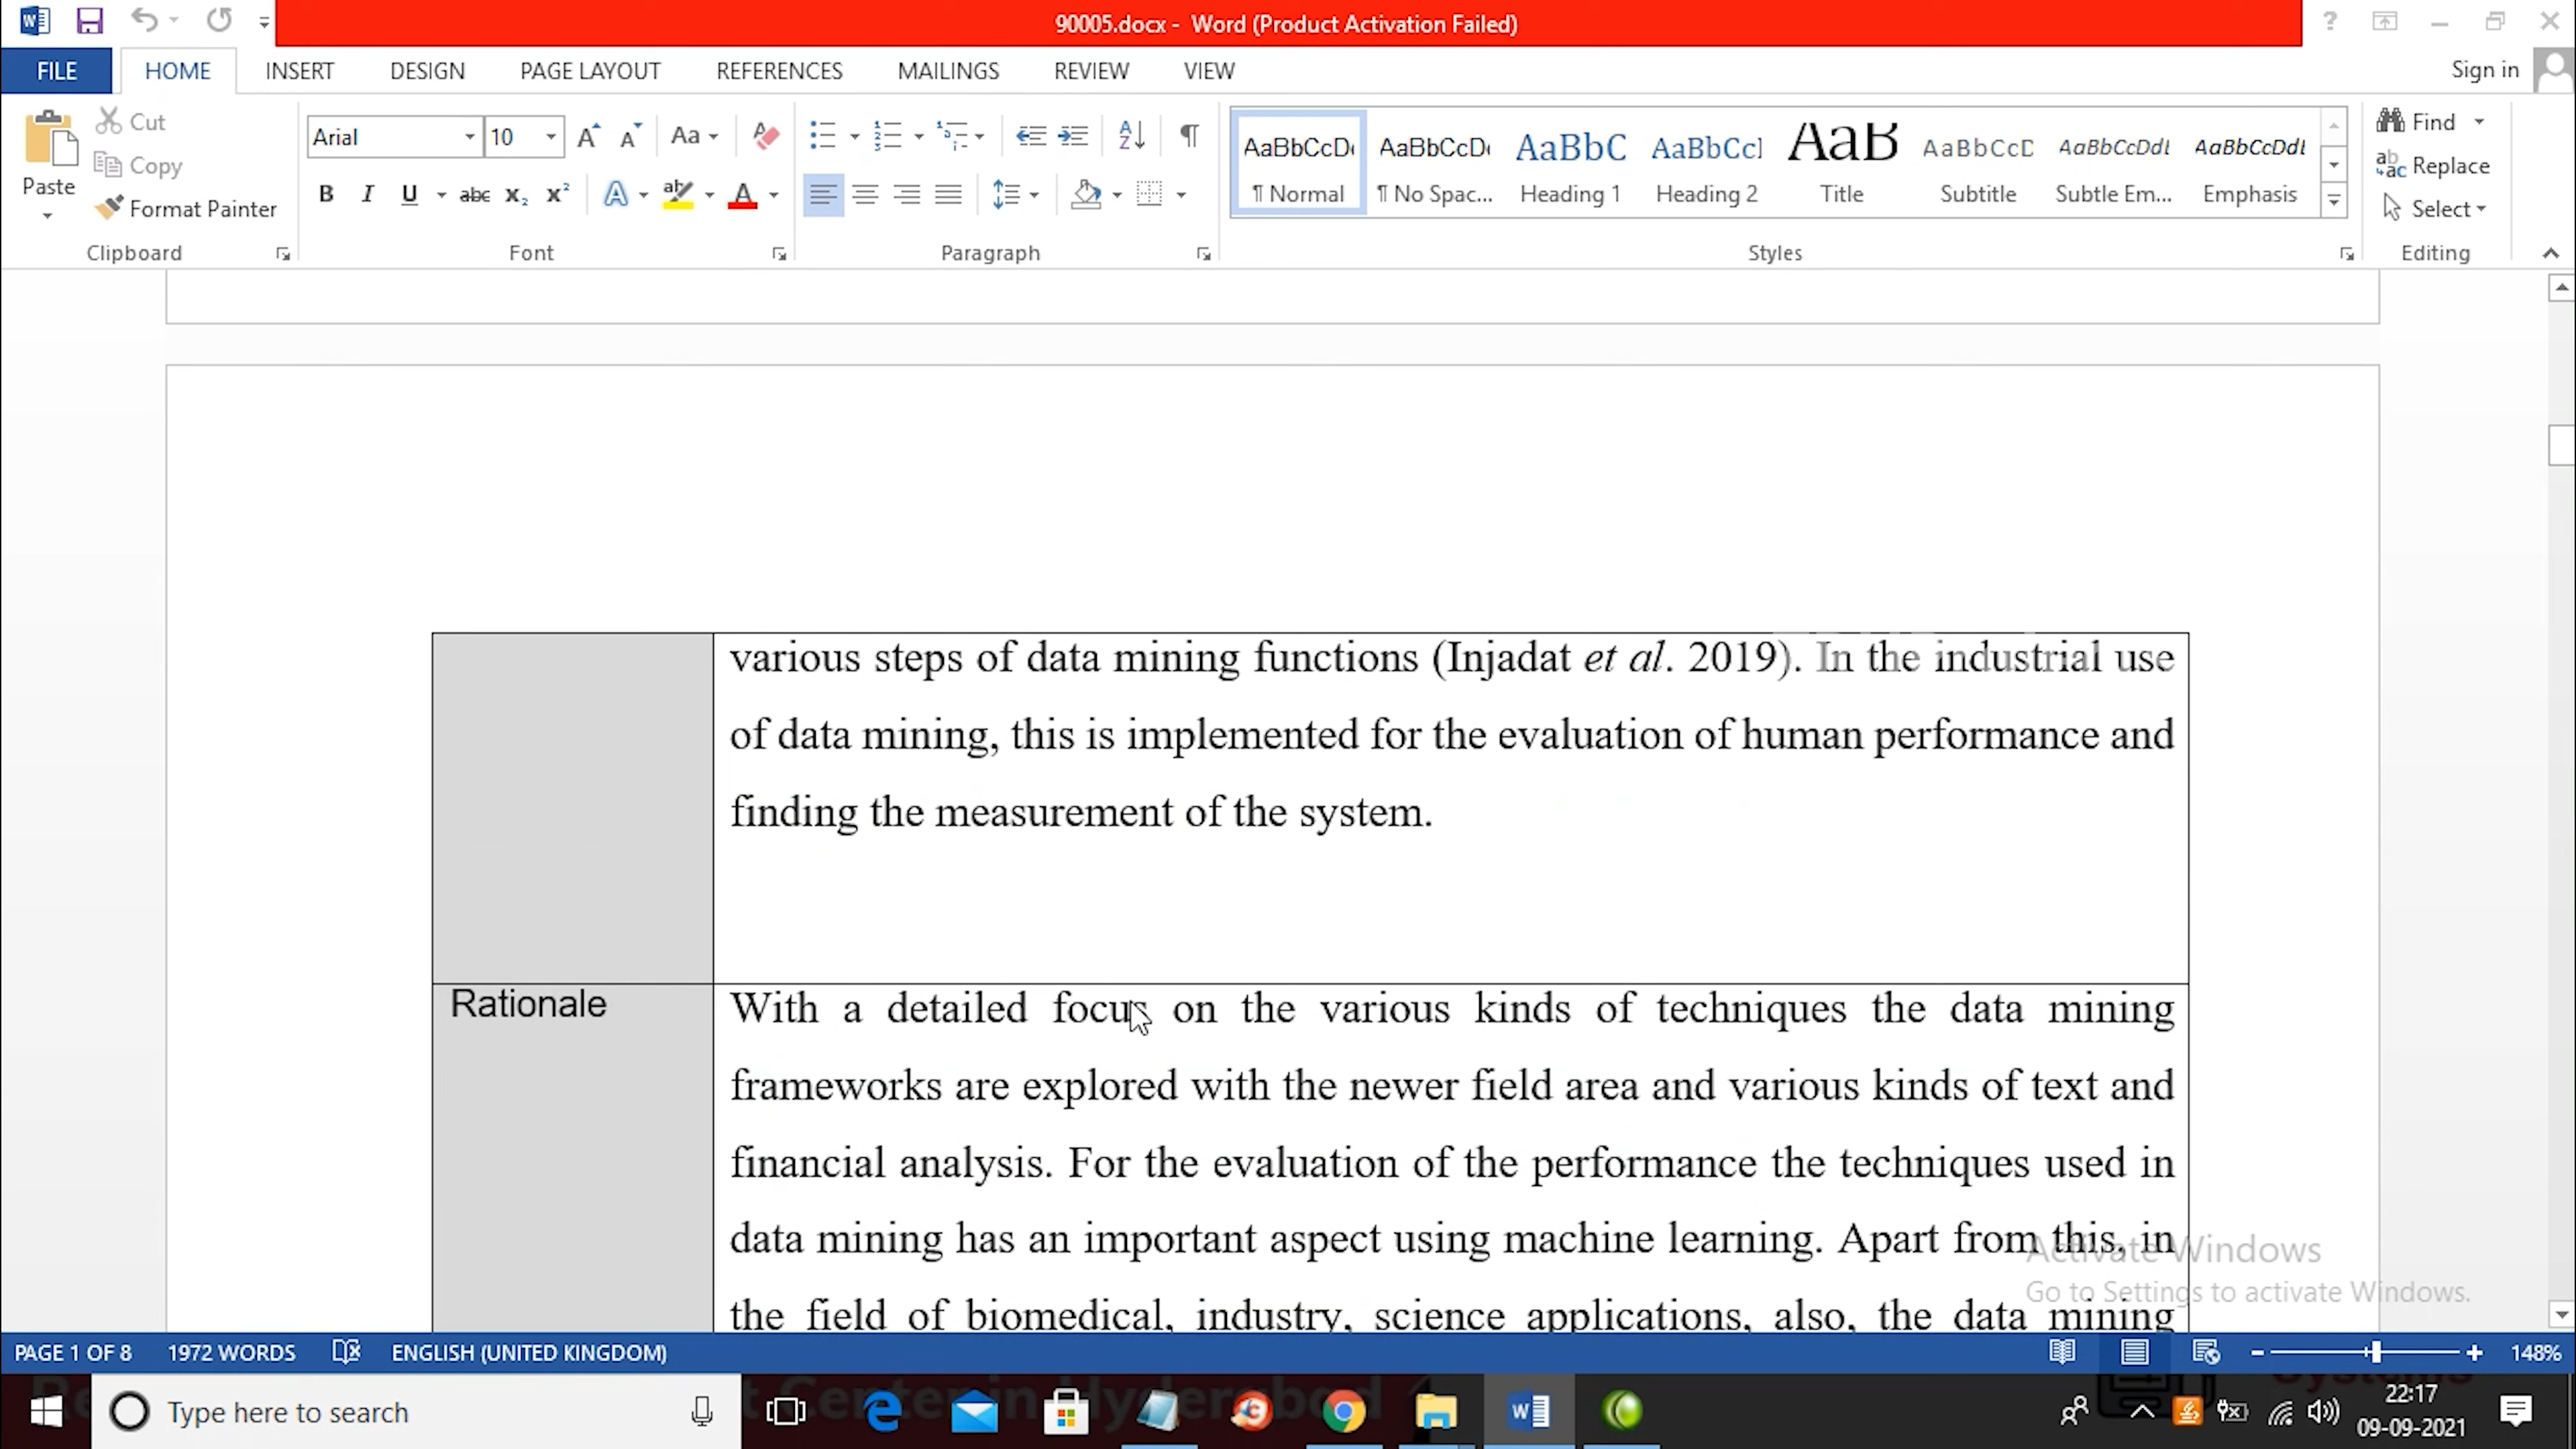 90005.docx - Word (Product Activation Failed)
FILE HOME INSERT DESIGN PAGE LAYOUT REFERENCES MAILINGS REVIEW VIEW Sign in
Paste
Cut
Copy
Format Painter
Arial 10
AaBbCcDc AaBbCcDc AaBbC AaBbCcI AaB AaBbCcD AaBbCcDdE AaBbCcDdE
¶ Normal ¶ No Spac... Heading 1 Heading 2 Title Subtitle Subtle Em... Emphasis
Find
Replace
Select
Clipboard Font Paragraph Styles Editing
various steps of data mining functions (Injadat et al. 2019). In the industrial use
of data mining, this is implemented for the evaluation of human performance and
finding the measurement of the system.
Rationale
With a detailed focus on the various kinds of techniques the data mining
frameworks are explored with the newer field area and various kinds of text and
financial analysis. For the evaluation of the performance the techniques used in
data mining has an important aspect using machine learning. Apart from this, in
the field of biomedical, industry, science applications, also, the data mining
Activate Windows
Go to Settings to activate Windows.
PAGE 1 OF 8 1972 WORDS ENGLISH (UNITED KINGDOM) 148%
Type here to search
Center in Hyderabad
Systems
22:17
09-09-2021